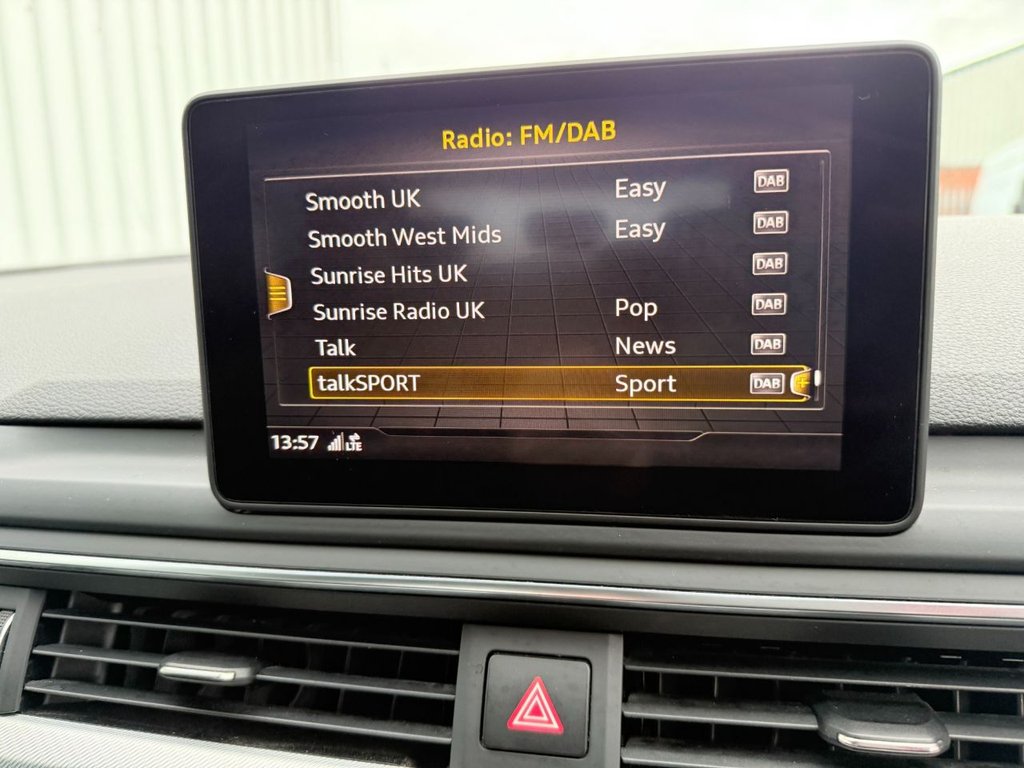 Radio: FM/DAB
Smooth UK Easy DAB
Smooth West Mids Easy DAB
Sunrise Hits UK DAB
Sunrise Radio UK Pop DAB
Talk News DAB
talkSPORT Sport DAB
13:57 LTE